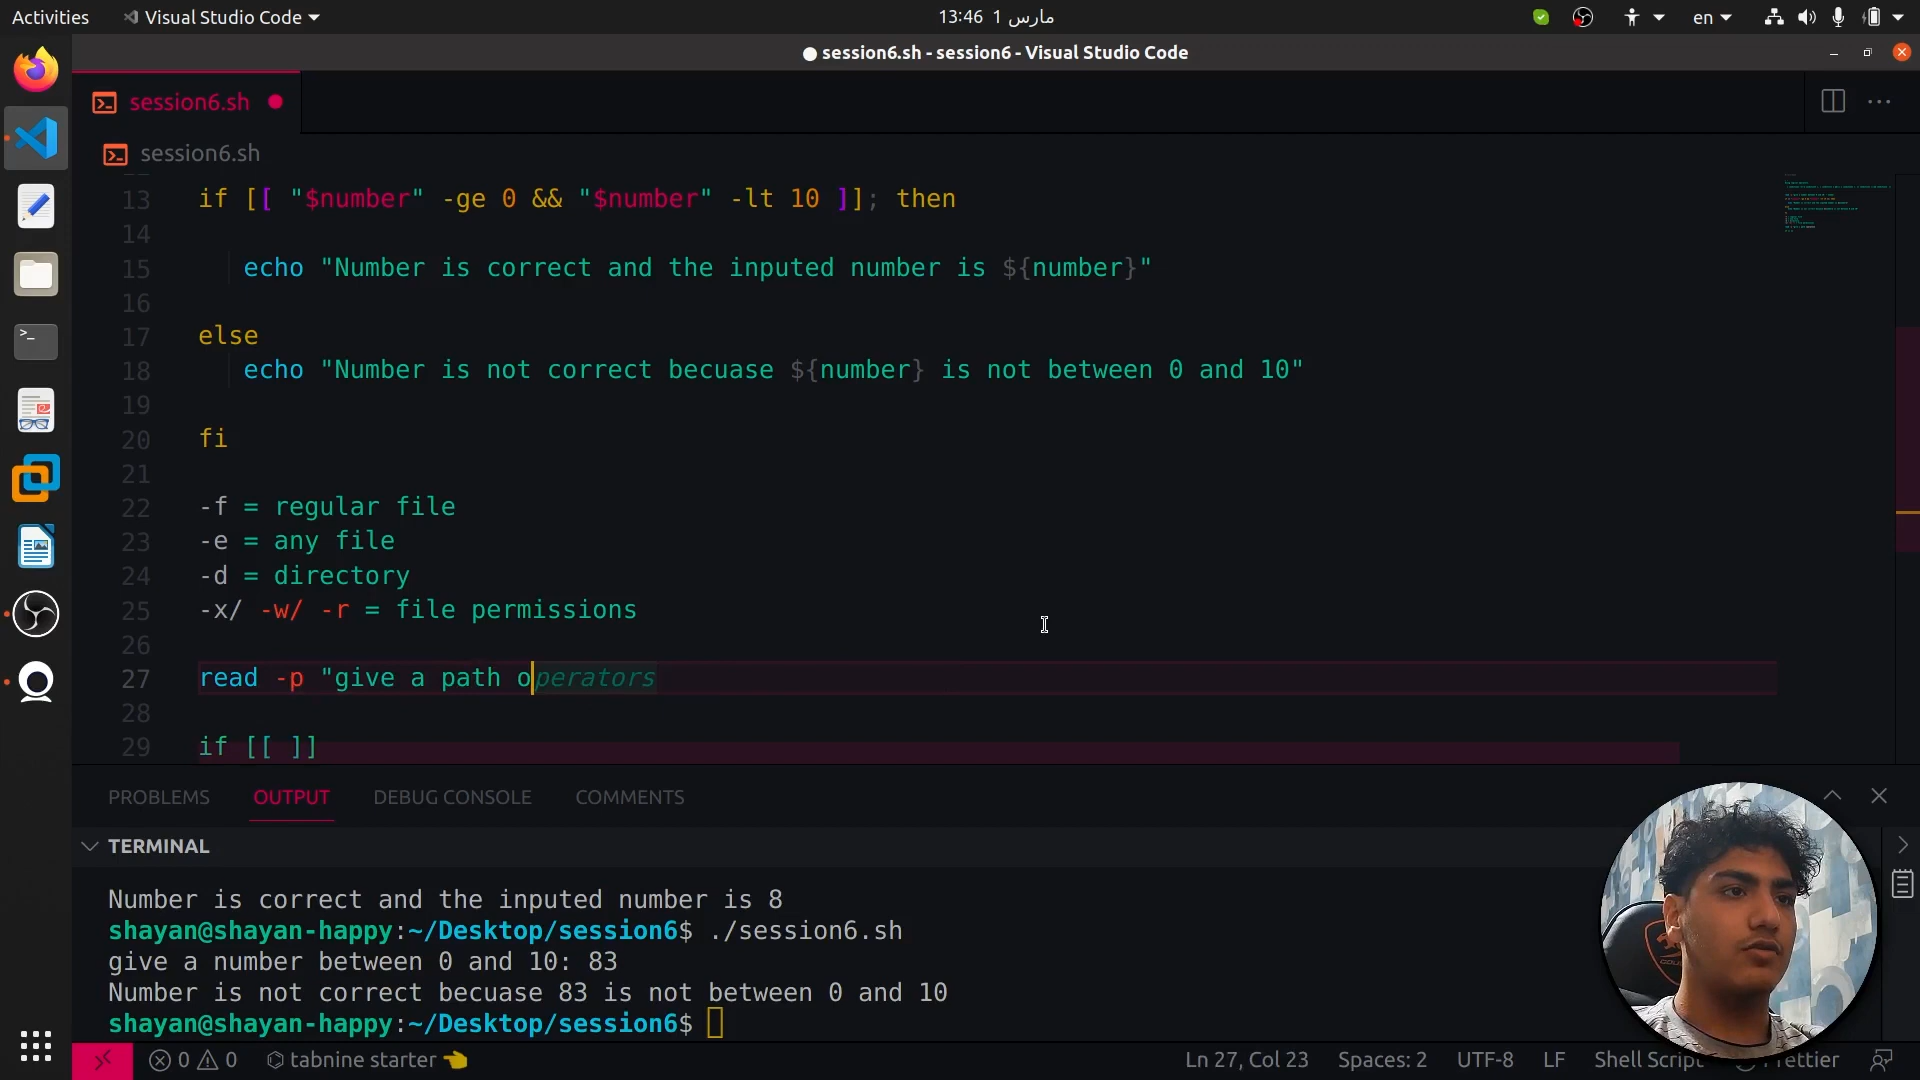 Activities
Visual Studio Code
13:46 1 مارس
en
● session6.sh - session6 - Visual Studio Code
session6.sh
session6.sh
13 if [[ "$number" -ge 0 && "$number" -lt 10 ]]; then
14
15 echo "Number is correct and the inputed number is ${number}"
16
17 else
18 echo "Number is not correct becuase ${number} is not between 0 and 10"
19
20 fi
21
22 -f = regular file
23 -e = any file
24 -d = directory
25 -x/ -w/ -r = file permissions
26
27 read -p "give a path operators
28
29 if [[ ]]
PROBLEMS OUTPUT DEBUG CONSOLE COMMENTS
TERMINAL
Number is correct and the inputed number is 8
shayan@shayan-happy:~/Desktop/session6$ ./session6.sh
give a number between 0 and 10: 83
Number is not correct becuase 83 is not between 0 and 10
shayan@shayan-happy:~/Desktop/session6$
0 0 tabnine starter Ln 27, Col 23 Spaces: 2 UTF-8 LF Shell Script Prettier